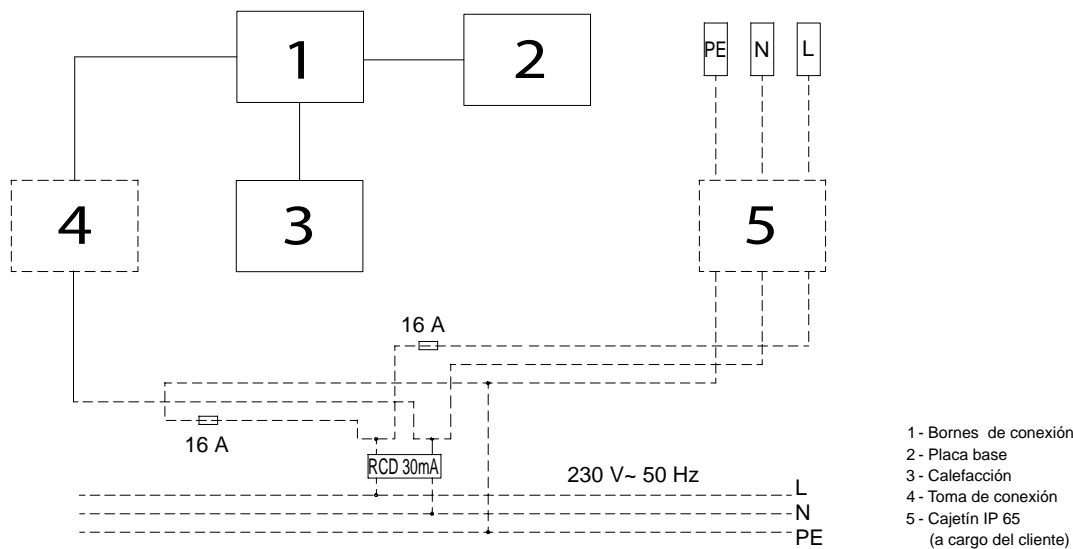 1
2
PE
N
L
4
3
5
16 A
16 A
RCD 30mA
230 V~ 50 Hz
L
N
PE
1 - Bornes de conexión
2 - Placa base
3 - Calefacción
4 - Toma de conexión
5 - Cajetín IP 65
(a cargo del cliente)